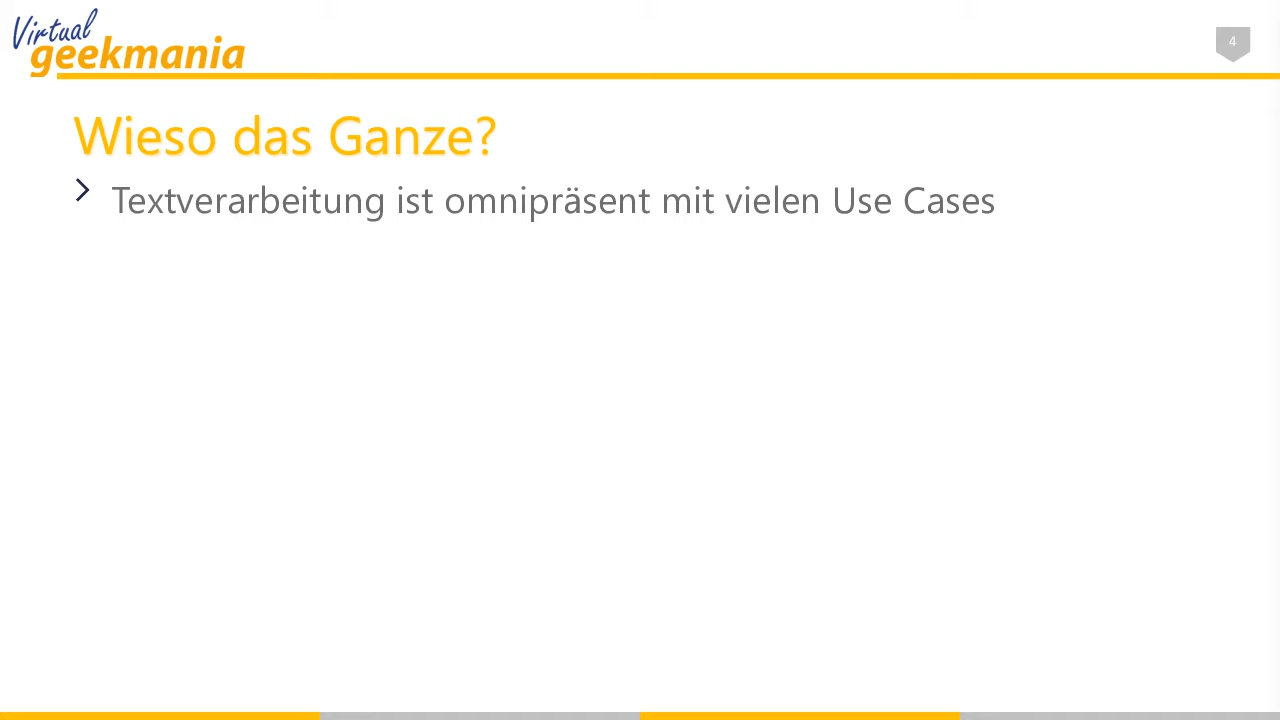 Virtual
geekmania
4
Wieso das Ganze?
Textverarbeitung ist omnipräsent mit vielen Use Cases